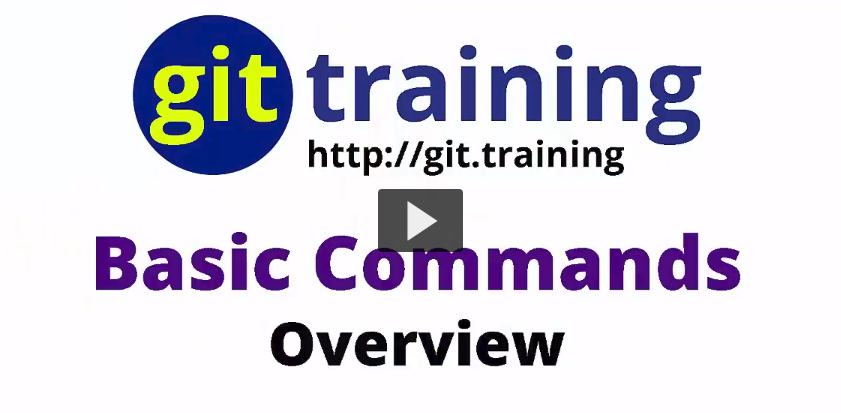 git training
http://git.training
Basic Commands
Overview